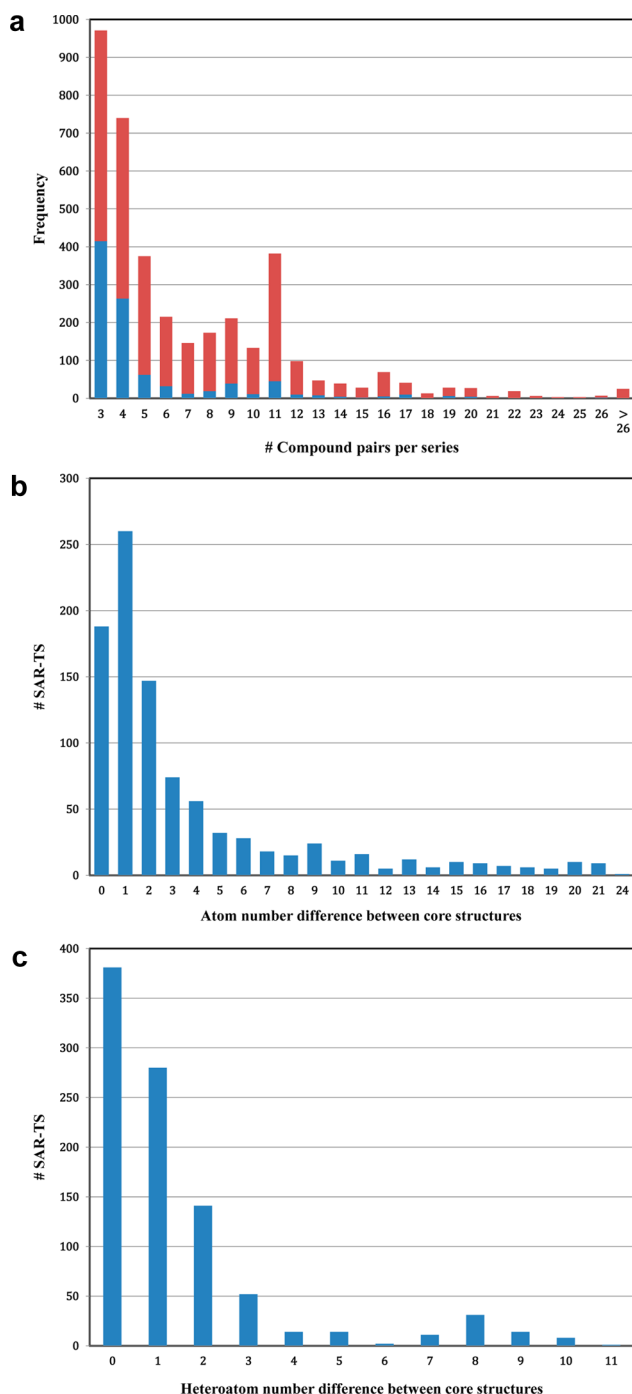 a
1000
900
800
700
600
500
400
300
200
100
0
Frequency
3 4 5 6 7 8 9 10 11 12 13 14 15 16 17 18 19 20 21 22 23 24 25 26 >
26
# Compound pairs per series
b
300
250
200
150
100
50
0
# SAR-TS
0 1 2 3 4 5 6 7 8 9 10 11 12 13 14 15 16 17 18 19 20 21 24
Atom number difference between core structures
c
400
350
300
250
200
150
100
50
0
# SAR-TS
0 1 2 3 4 5 6 7 8 9 10 11
Heteroatom number difference between core structures